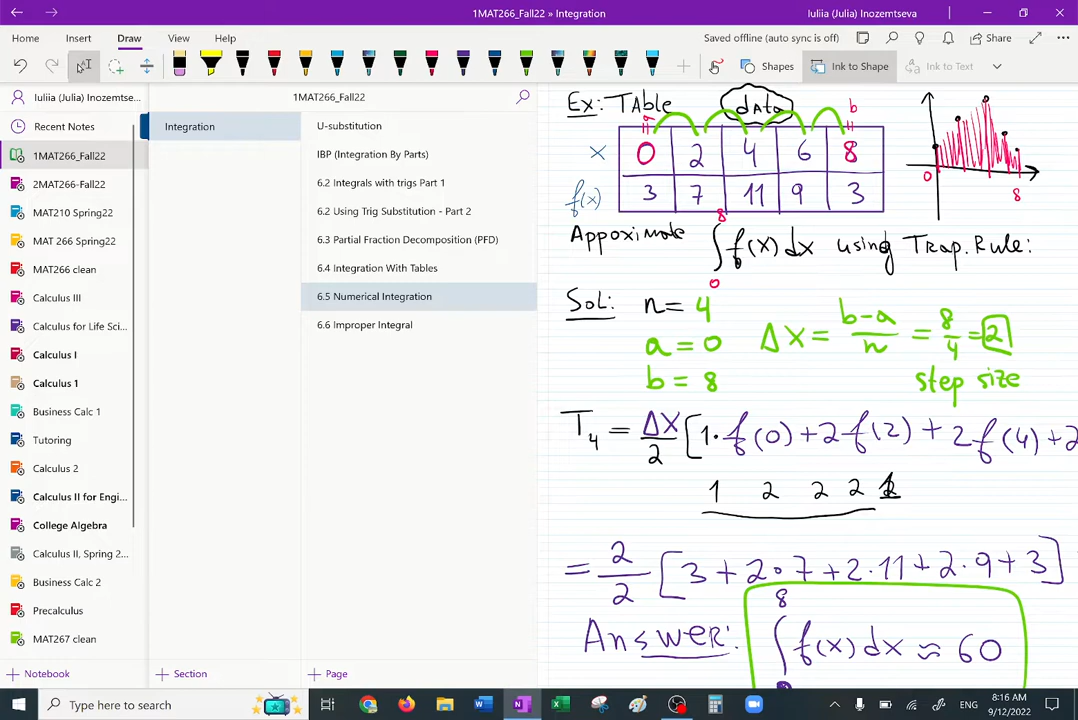 1MAT266_Fall22 » Integration
Iuliia (Julia) Inozemtseva
Home Insert Draw View Help
Saved offline (auto sync is off)
Share
Shapes
Ink to Shape
Ink to Text
Iuliia (Julia) Inozemtse...
1MAT266_Fall22
Recent Notes
1MAT266_Fall22
2MAT266-Fall22
MAT210 Spring22
MAT 266 Spring22
MAT266 clean
Calculus III
Calculus for Life Sci...
Calculus I
Calculus 1
Business Calc 1
Tutoring
Calculus 2
Calculus II for Engi...
College Algebra
Calculus II, Spring 2...
Business Calc 2
Precalculus
MAT267 clean
Integration
U-substitution
IBP (Integration By Parts)
6.2 Integrals with trigs Part 1
6.2 Using Trig Substitution - Part 2
6.3 Partial Fraction Decomposition (PFD)
6.4 Integration With Tables
6.5 Numerical Integration
6.6 Improper Integral
Ex: TABLE data
a b
x 0 2 4 6 8
f(x) 3 7 11 9 3
0 8
Appoximate ∫₀⁸ f(x)dx using Trap. Rule:
Sol: n = 4
a = 0 Δx = (b-a)/n = 8/4 = 2
b = 8 step size
T₄ = Δx/2 [1·f(0)+2f(2)+2f(4)+2
1 2 2 2 1
= 2/2 [3+2·7+2·11+2·9+3]
Answer: ∫₀⁸ f(x)dx ≈ 60
Notebook
Section
Page
Type here to search
ENG
8:16 AM
9/12/2022